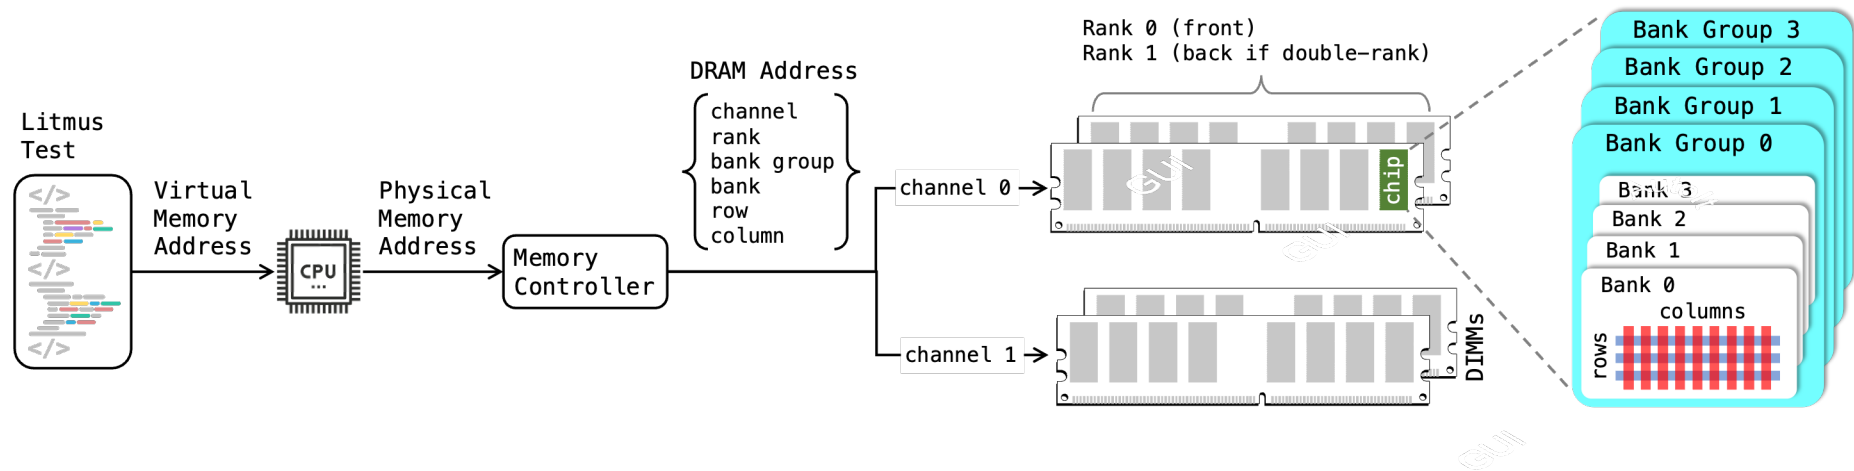 Litmus
Test
</>
</>
</>
Virtual
Memory
Address
CPU
Physical
Memory
Address
Memory
Controller
DRAM Address
channel
rank
bank group
bank
row
column
channel 0
channel 1
Rank 0 (front)
Rank 1 (back if double-rank)
chip
GUI
GUI
GUI
DIMMs
Bank Group 3
Bank Group 2
Bank Group 1
Bank Group 0
Bank 3
Bank 2
Bank 1
Bank 0
columns
rows